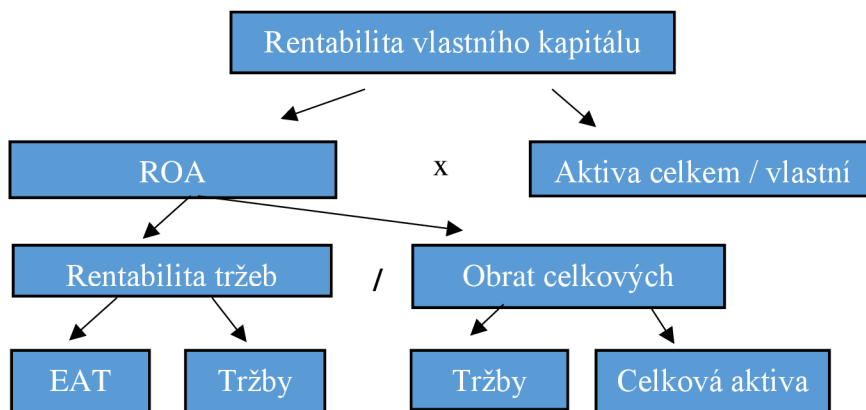 Rentabilita vlastního kapitálu
ROA
x
Aktiva celkem / vlastní
Rentabilita tržeb
/
Obrat celkových
EAT
Tržby
Tržby
Celková aktiva